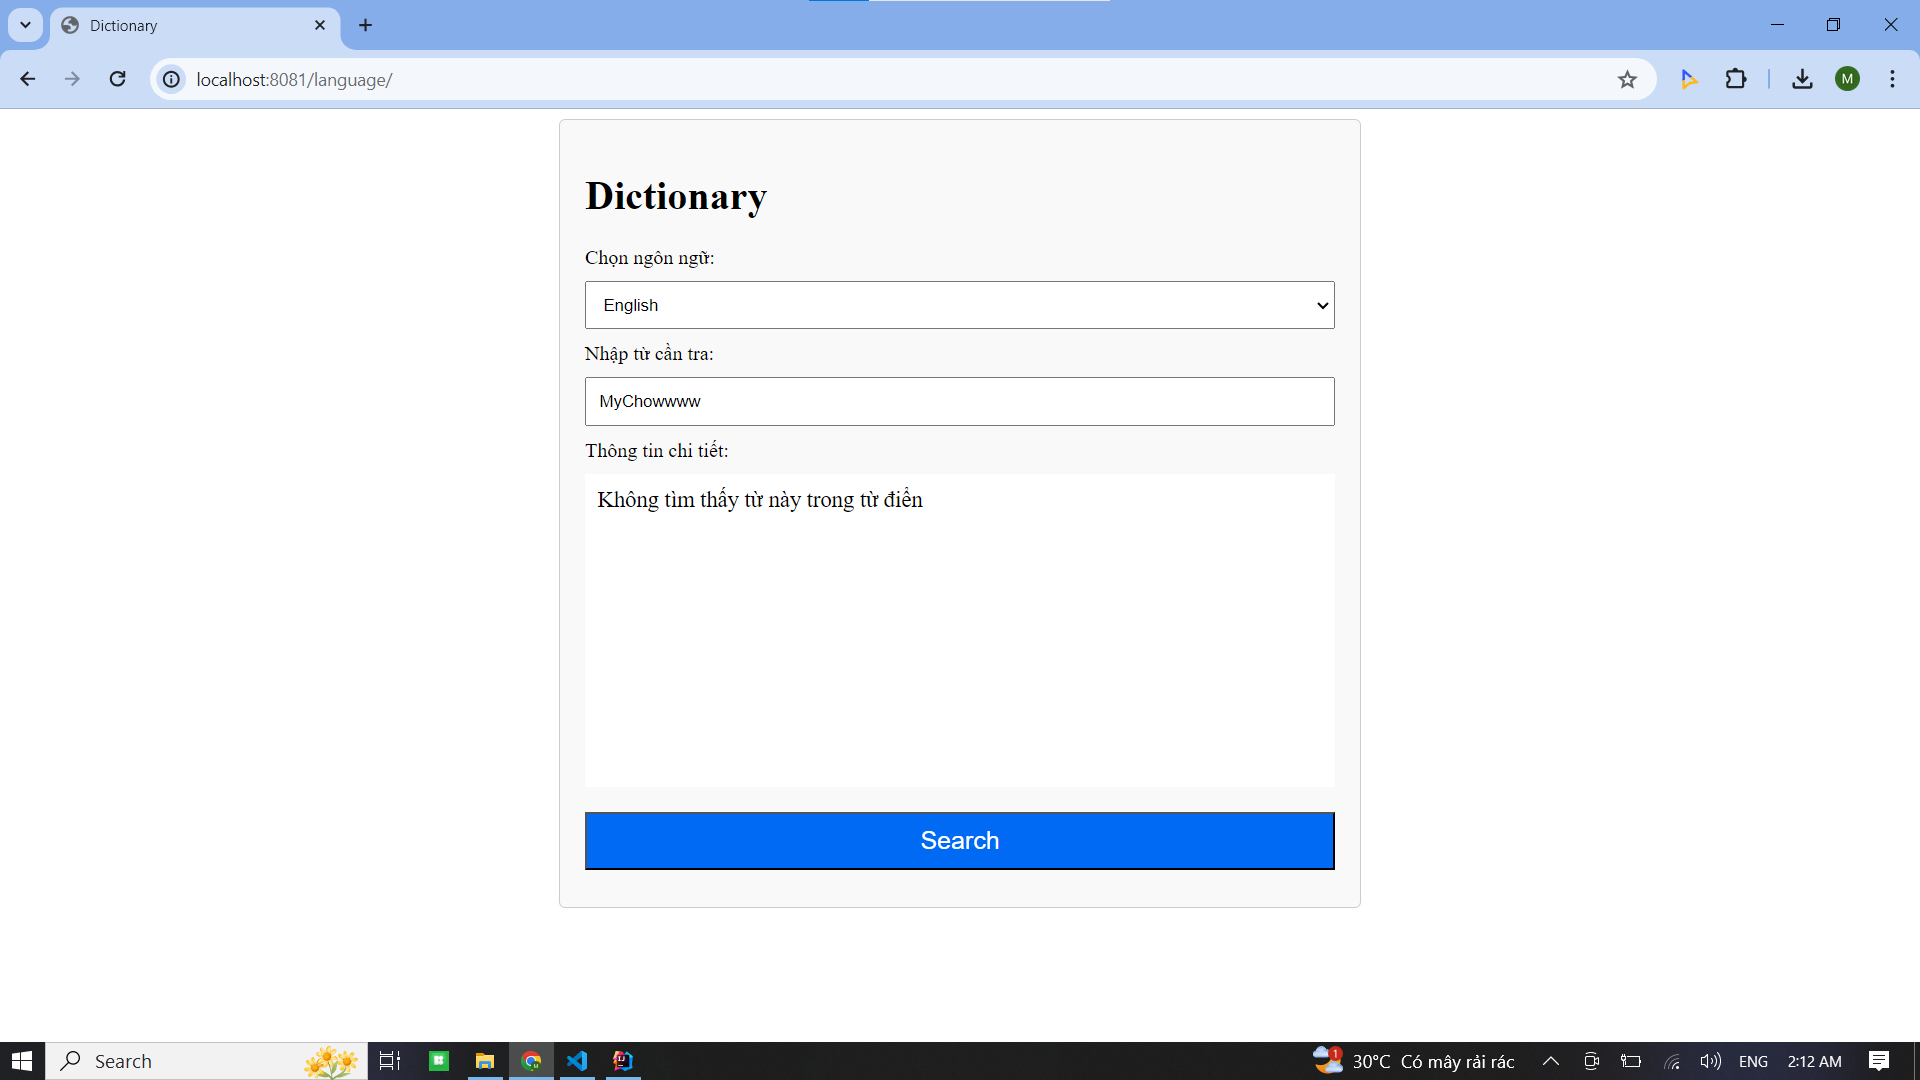 Dictionary
localhost:8081/language/
M
Dictionary
Chọn ngôn ngữ:
English
Nhập từ cần tra:
MyChowwww
Thông tin chi tiết:
Không tìm thấy từ này trong từ điển
Search
Search
1
30°C Có mây rải rác
ENG
2:12 AM